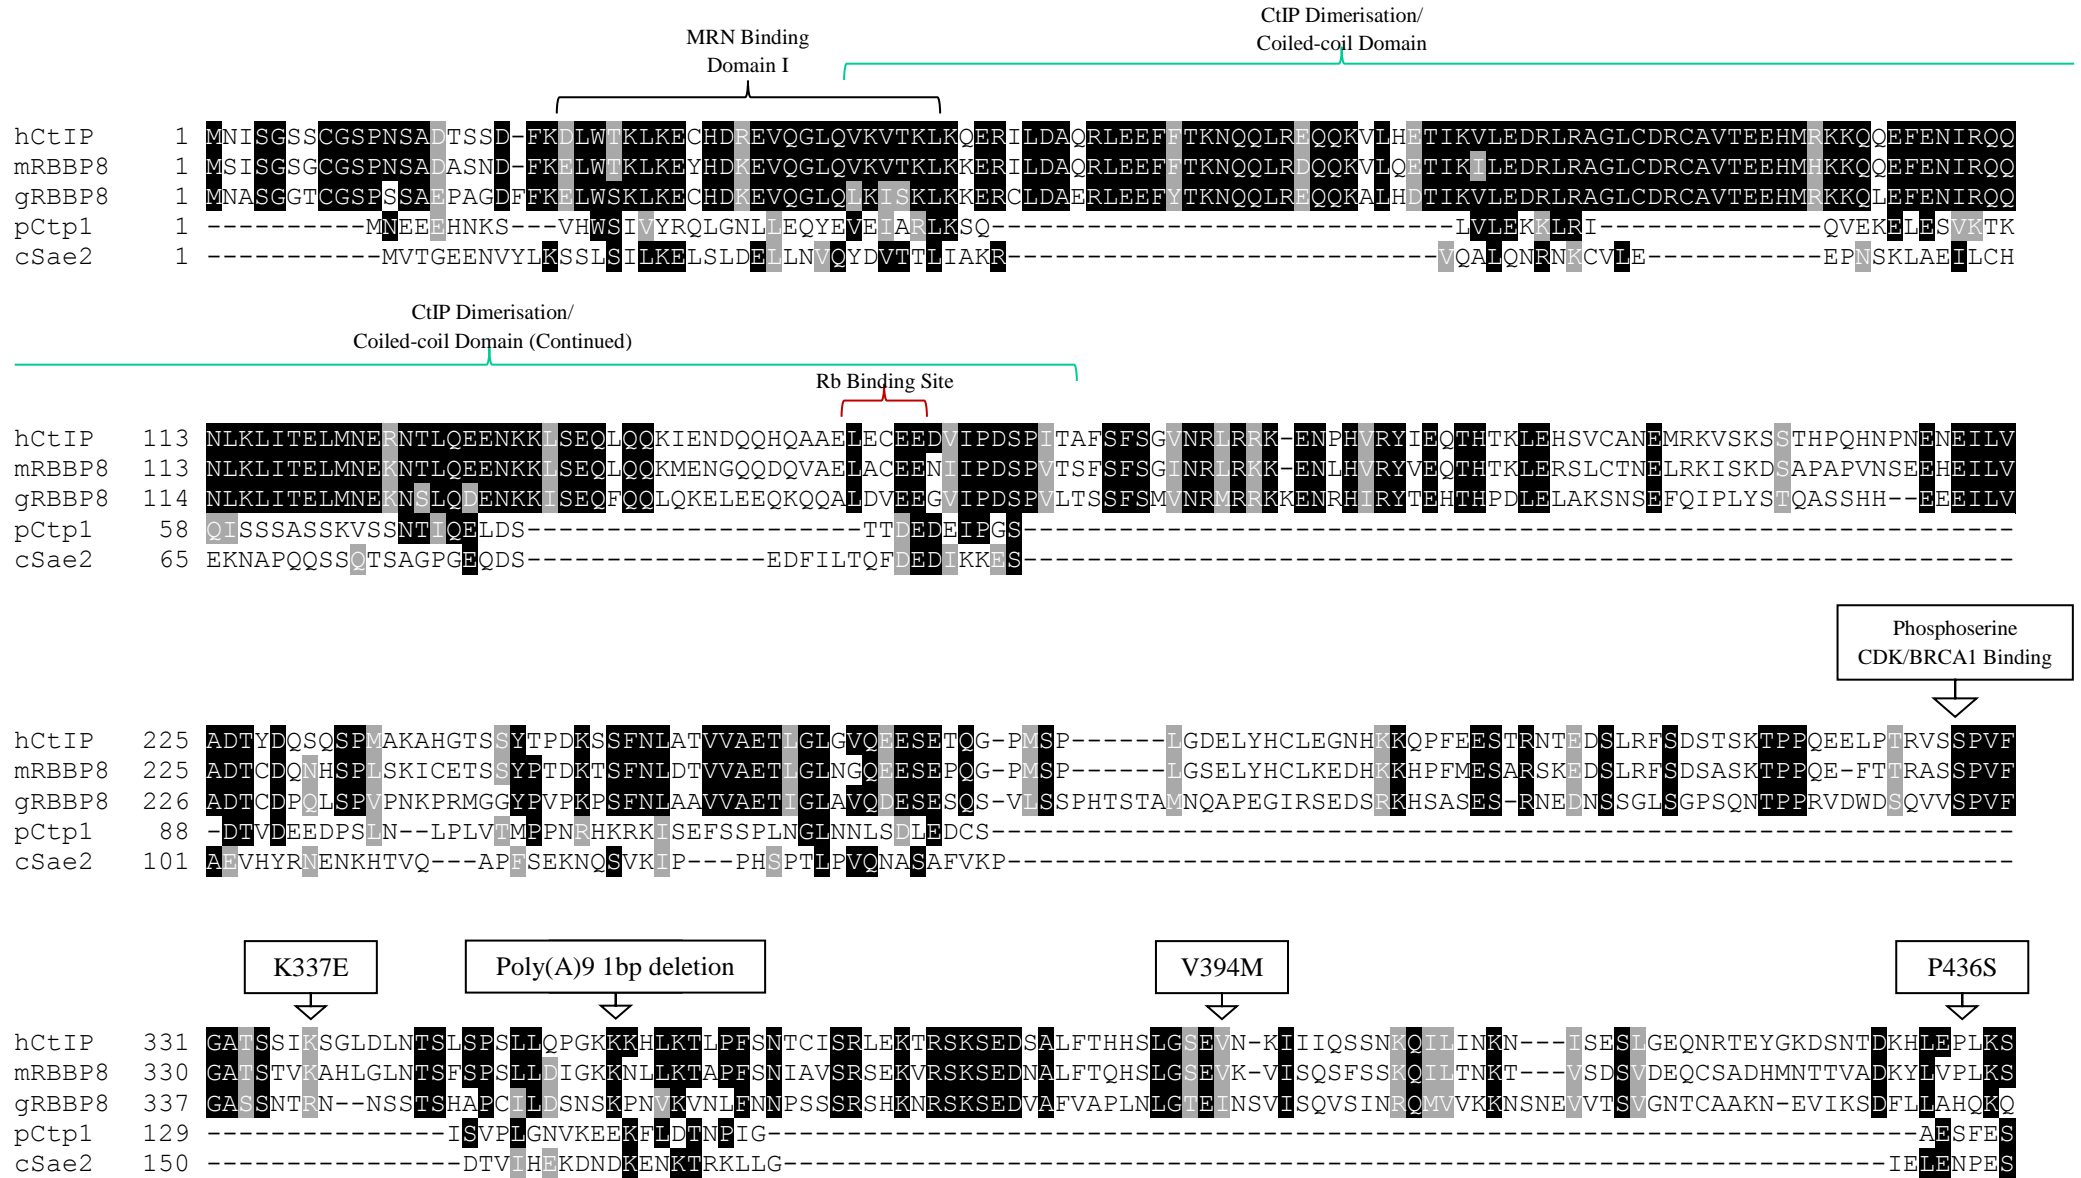 CtIP Dimerisation/
Coiled-coil Domain
MRN Binding
Domain I
hCtIP 1 MNISGSSCGSPNSADTSSD-FKDLWTKLKECHDREVQGLQVKVTKLKQERILDAQRLEEFFTKNQQLREQQKVLHETIKVLEDRLRAGLCDRCAVTEEHMRKKQQEFENIRQQ
mRBBP8 1 MSISGSGCGSPNSADASND-FKELWTKLKEYHDKEVQGLQVKVTKLKKERILDAQRLEEFFTKNQQLRDQQKVLQETIKILEDRLRAGLCDRCAVTEEHMHKKQQEFENIRQQ
gRBBP8 1 MNASGGTCGSPSSAEPAGDFFKELWSKLKECHDKEVQGLQLKISKLKKERCLDAERLEEFYTKNQQLREQQKALHDTIKVLEDRLRAGLCDRCAVTEEHMRKKQLEFENIRQQ
pCtp1 1 ----------MNEEEHNKS---VHWSIVYRQLGNLLEQYEVEIARLKSQ-----------------------------LVLEKKLRI--------------QVEKELESVKTK
cSae2 1 -----------MVTGEENVYLKSSLSILKELSLDELLNVQYDVTTLIAKR---------------------------VQALQNRNKCVLE-----------EPNSKLAEILCH
CtIP Dimerisation/
Coiled-coil Domain (Continued)
Rb Binding Site
hCtIP 113 NLKLITELMNERNTLQEENKKLSEQLQQKIENDQQHQAAELECEEDVIPDSPITAFSFSGVNRLRRK-ENPHVRYIEQTHTKLEHSVCANEMRKVSKSSTHPQHNPNENEILV
mRBBP8 113 NLKLITELMNEKNTLQEENKKLSEQLQQKMENGQQDQVAELACEENIIPDSPVTSFSFSGINRLRKK-ENLHVRYVEQTHTKLERSLCTNELRKISKDSAPAPVNSEEHEILV
gRBBP8 114 NLKLITELMNEKNSLQDENKKISEQFQQLQKELEEQKQQALDVEEGVIPDSPVLTSSFSMVNRMRRKKENRHIRYTEHTHPDLELAKSNSEFQIPLYSTQASSHH--EEEILV
pCtp1 58 QISSSASSKVSSNTIQELDS-----------------TTDEDEIPGS--------------------------------------------------------------
cSae2 65 EKNAPQQSSQTSAGPGEQDS---------------EDFILTQFDEDIKKES--------------------------------------------------------------
Phosphoserine
CDK/BRCA1 Binding
hCtIP 225 ADTYDQSQSPMAKAHGTSSYTPDKSSFNLATVVAETLGLGVQEESETQG-PMSP------LGDELYHCLEGNHKKQPFEESTRNTEDSLRFSDSTSKTPPQEELPTRVSSPVF
mRBBP8 225 ADTCDQNHSPLSKICETSSYPTDKTSFNLDTVVAETLGLNGQEESEPQG-PMSP------LGSELYHCLKEDHKKHPFMESARSKEDSLRFSDSASKTPPQE-FTTRASSPVF
gRBBP8 226 ADTCDPQLSPVPNKPRMGGYPVPKPSFNLAAVVAETIGLAVQDESESQS-VLSSPHTSTAMNQAPEGIRSEDSRKHSASES-RNEDNSSGLSGPSQNTPPRVDWDSQVVSPVF
pCtp1 88 -DTVDEEDPSLN--LPLVTMPPNRHKRKISEFSSPLNGLNNLSDLEDCS----------------------------------------------------------------
cSae2 101 AEVHYRNENKHTVQ---APFSEKNQSVKIP---PHSPTLPVQNASAFVKP---------------------------------------------------------------
K337E
Poly(A)9 1bp deletion
V394M
P436S
hCtIP 331 GATSSIKSGLDLNTSLSPSLLQPGKKKHLKTLPFSNTCISRLEKTRSKSEDSALFTHHSLGSEVN-KIIIQSSNKQILINKN---ISESLGEQNRTEYGKDSNTDKHLEPLKS
mRBBP8 330 GATSTVKAHLGLNTSFSPSLLDIGKKNLLKTAPFSNIAVSRSEKVRSKSEDNALFTQHSLGSEVK-VISQSFSSKQILTNKT---VSDSVDEQCSADHMNTTVADKYLVPLKS
gRBBP8 337 GASSNTRN--NSSTSHAPCILDSNSKPNVKVNLFNNPSSSRSHKNRSKSEDVAFVAPLNLGTEINSVISQVSINRQMVVKKNSNEVVTSVGNTCAAKN-EVIKSDFLLAHQKQ
pCtp1 129 ---------------ISVPLGNVKEEKFLDTNPIG------------------------------------------------------------------------AESFES
cSae2 150 ----------------DTVIHEKDNDKENKTRKLLG---------------------------------------------------------------------IELENPES